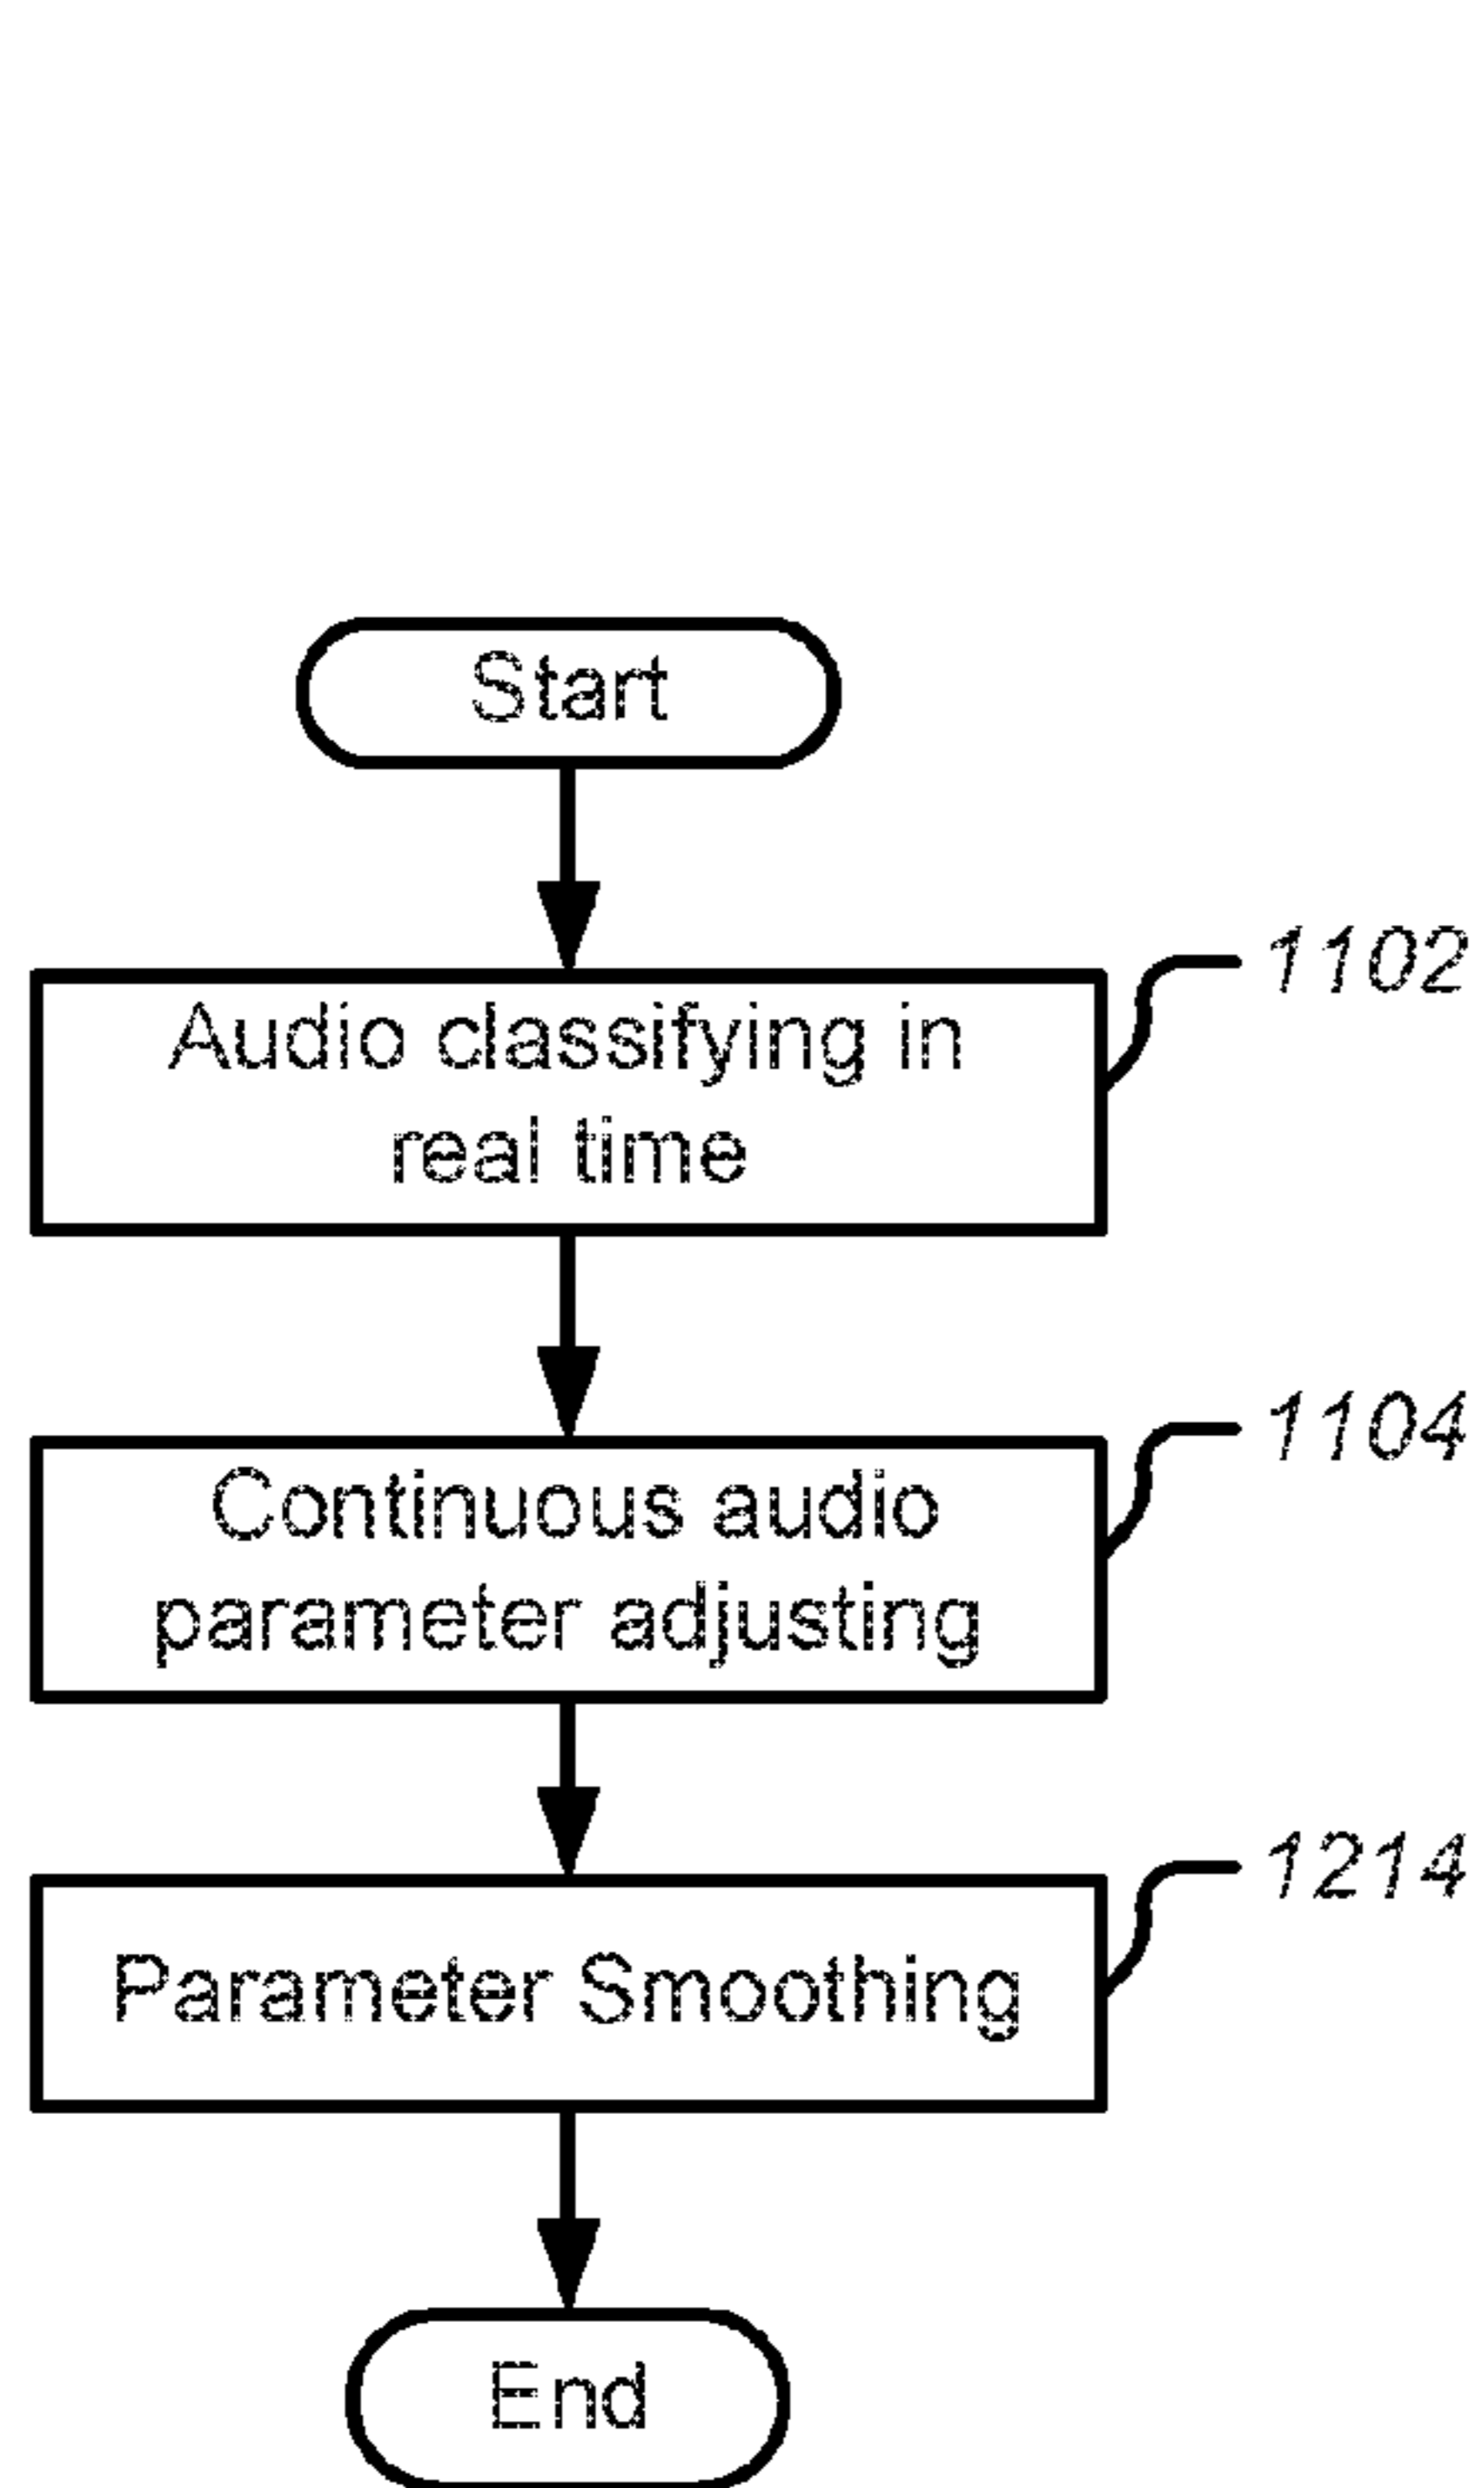 Start
1102
Audio classifying in
real time
1104
Continuous audio
parameter adjusting
1214
Parameter Smoothing
End